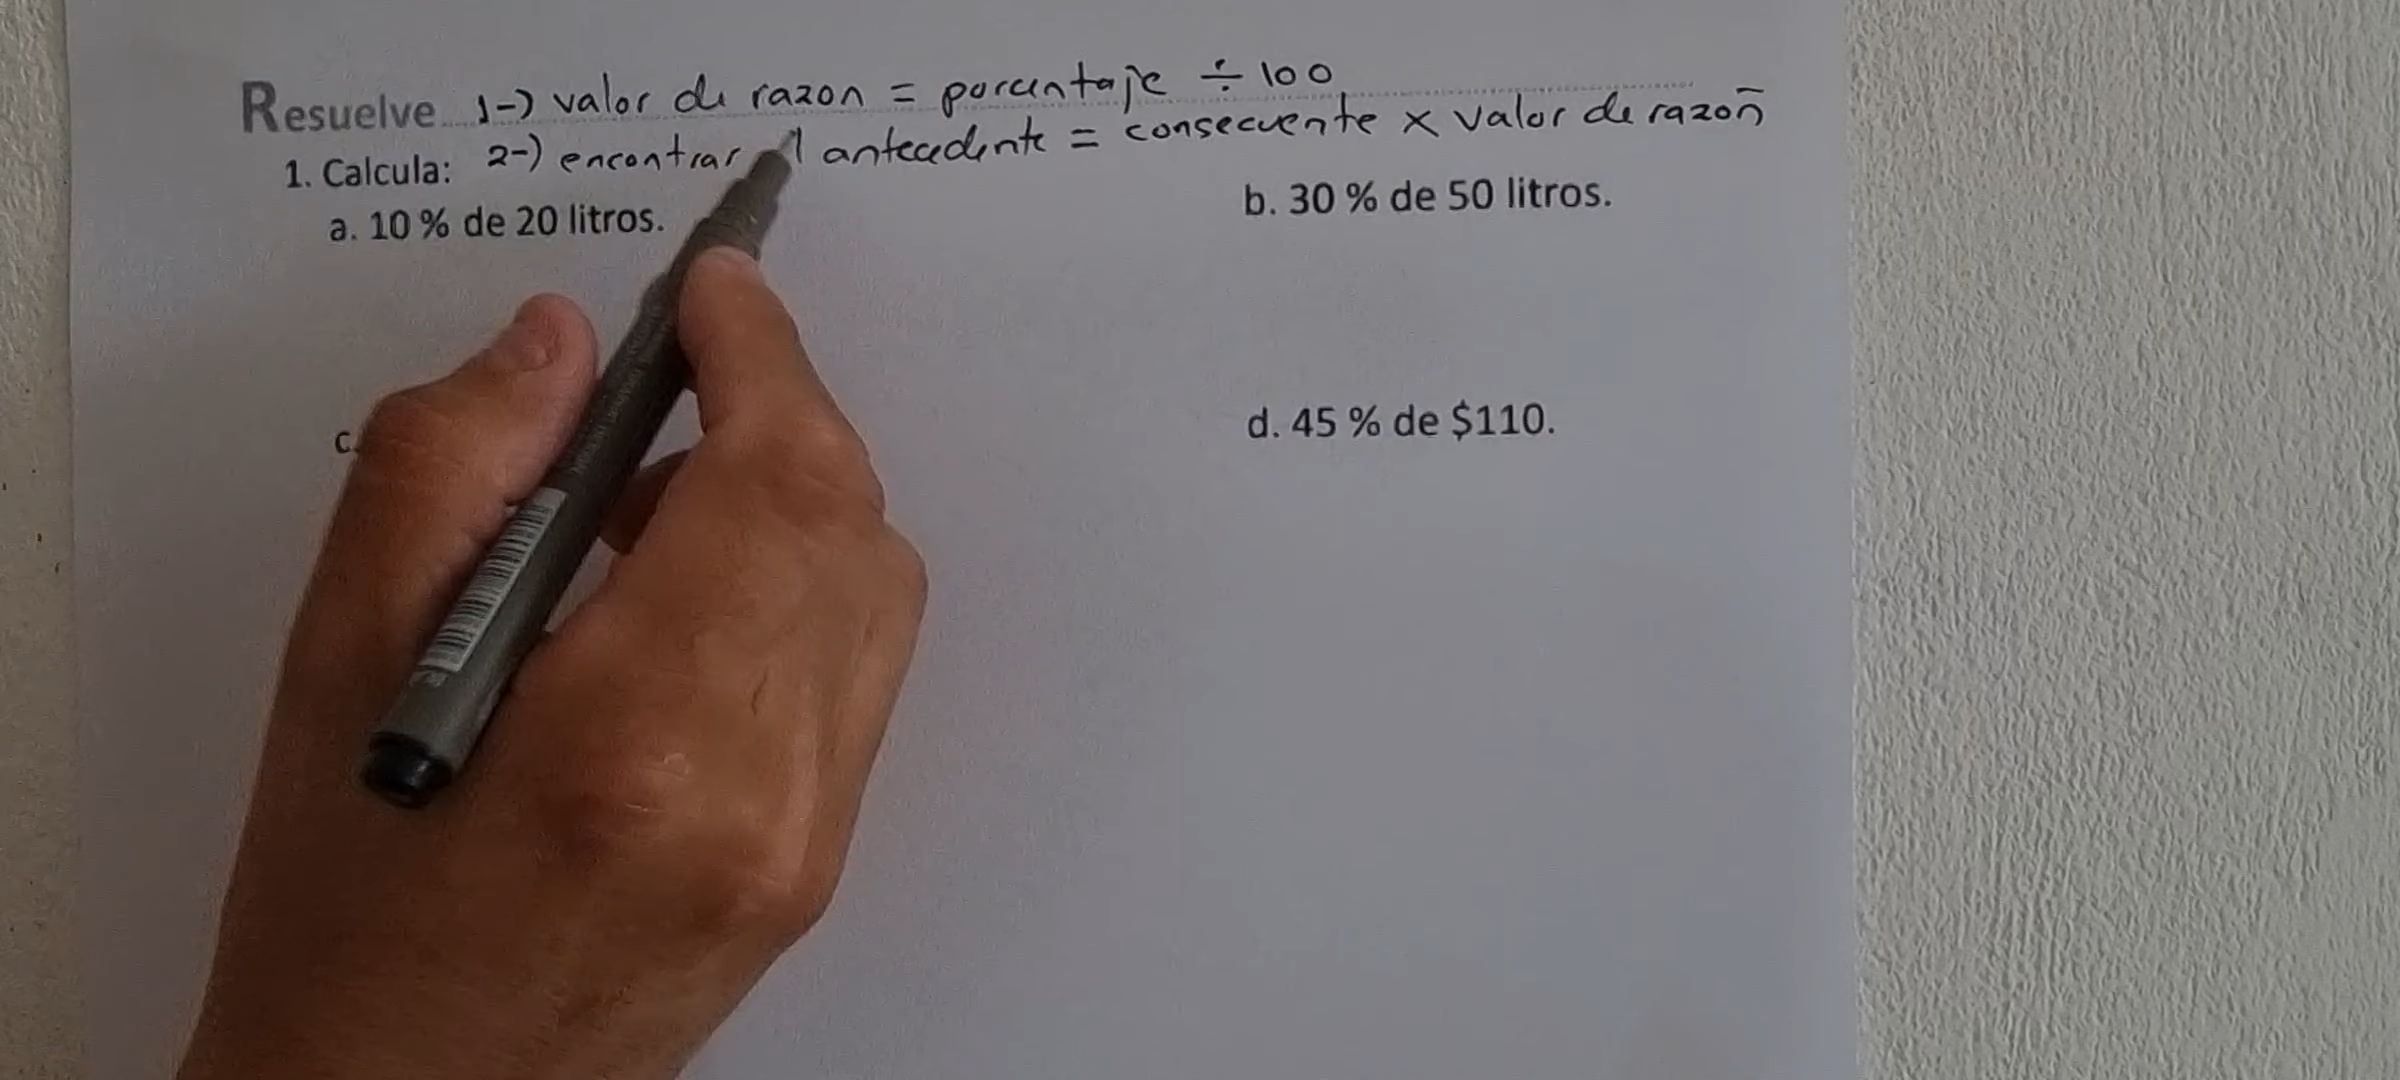 Resuelve 1-) valor de razon = porcentaje ÷ 100
2-) encontrar el antecedente = consecuente x valor de razon
1. Calcula:
a. 10 % de 20 litros.
b. 30 % de 50 litros.
c.
d. 45 % de $110.